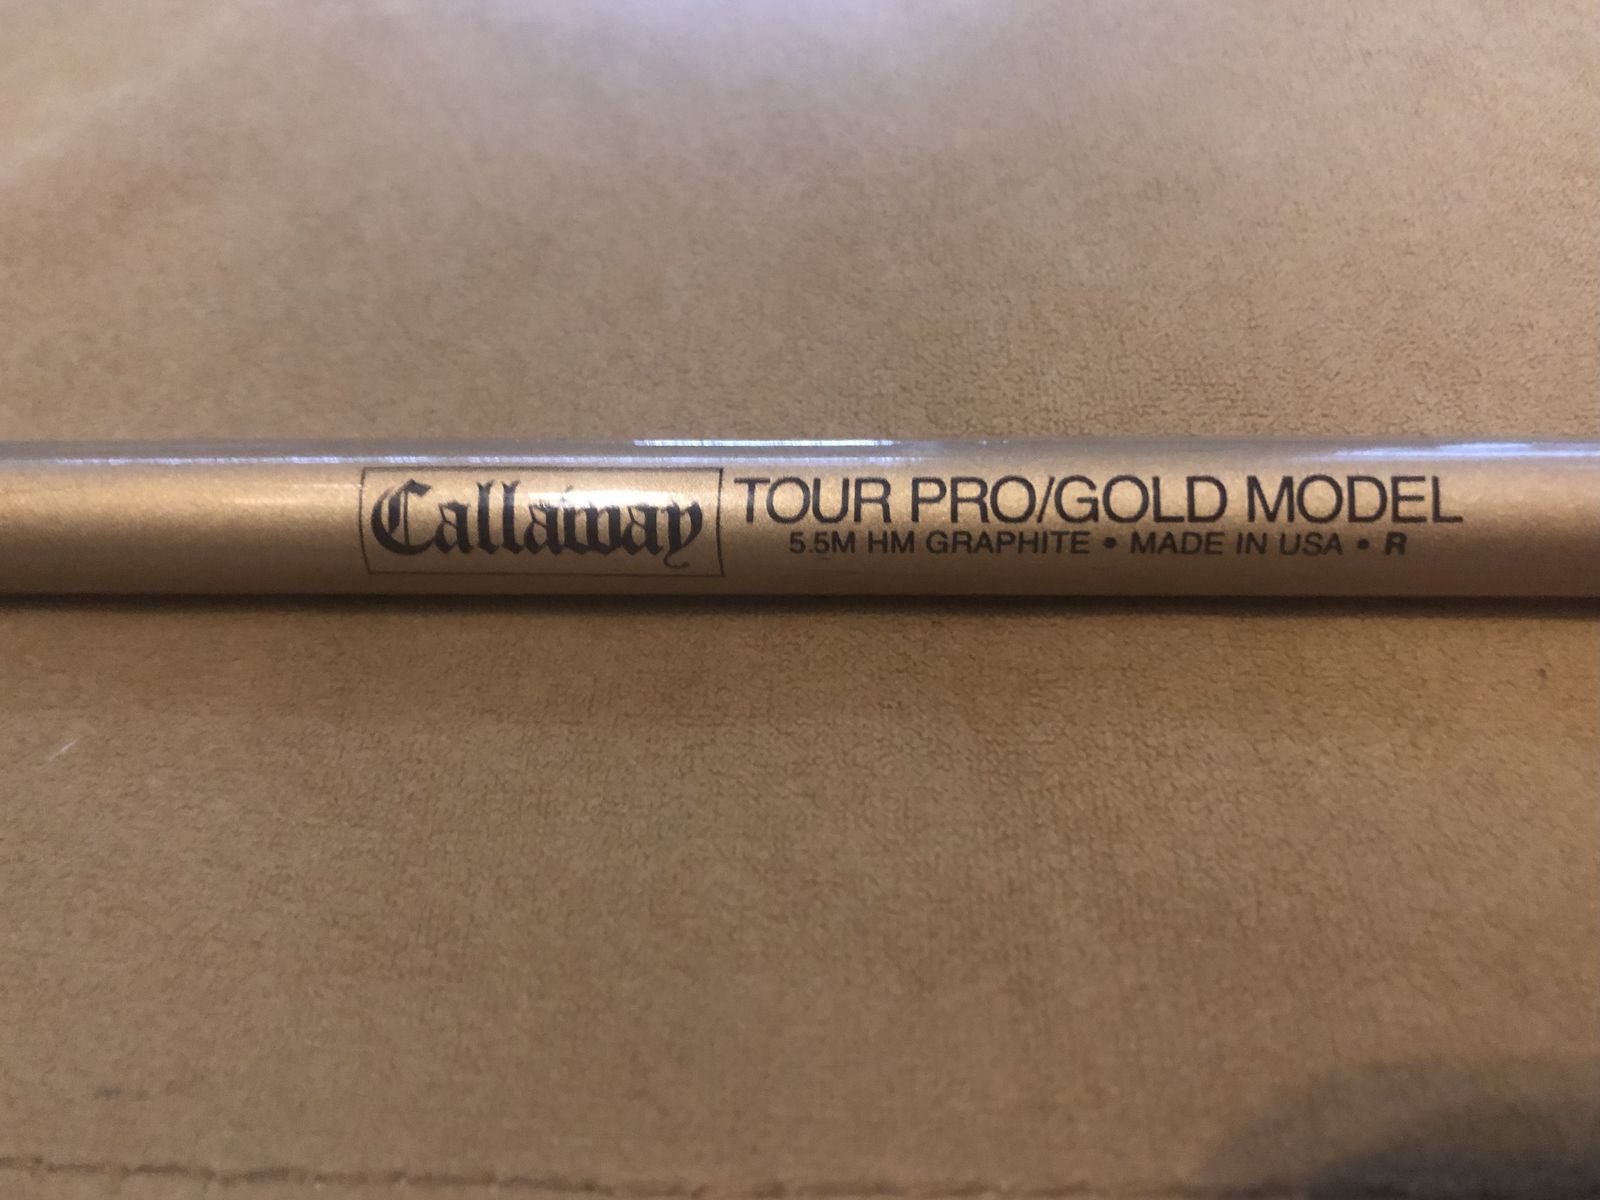 Callaway
TOUR PRO/GOLD MODEL
5.5M HM GRAPHITE • MADE IN USA • R